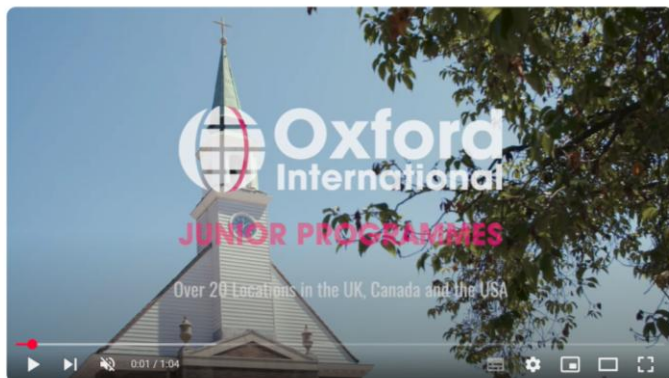 Oxford
International
JUNIOR PROGRAMMES
Over 20 Locations in the UK, Canada and the USA
0:01 / 1:04